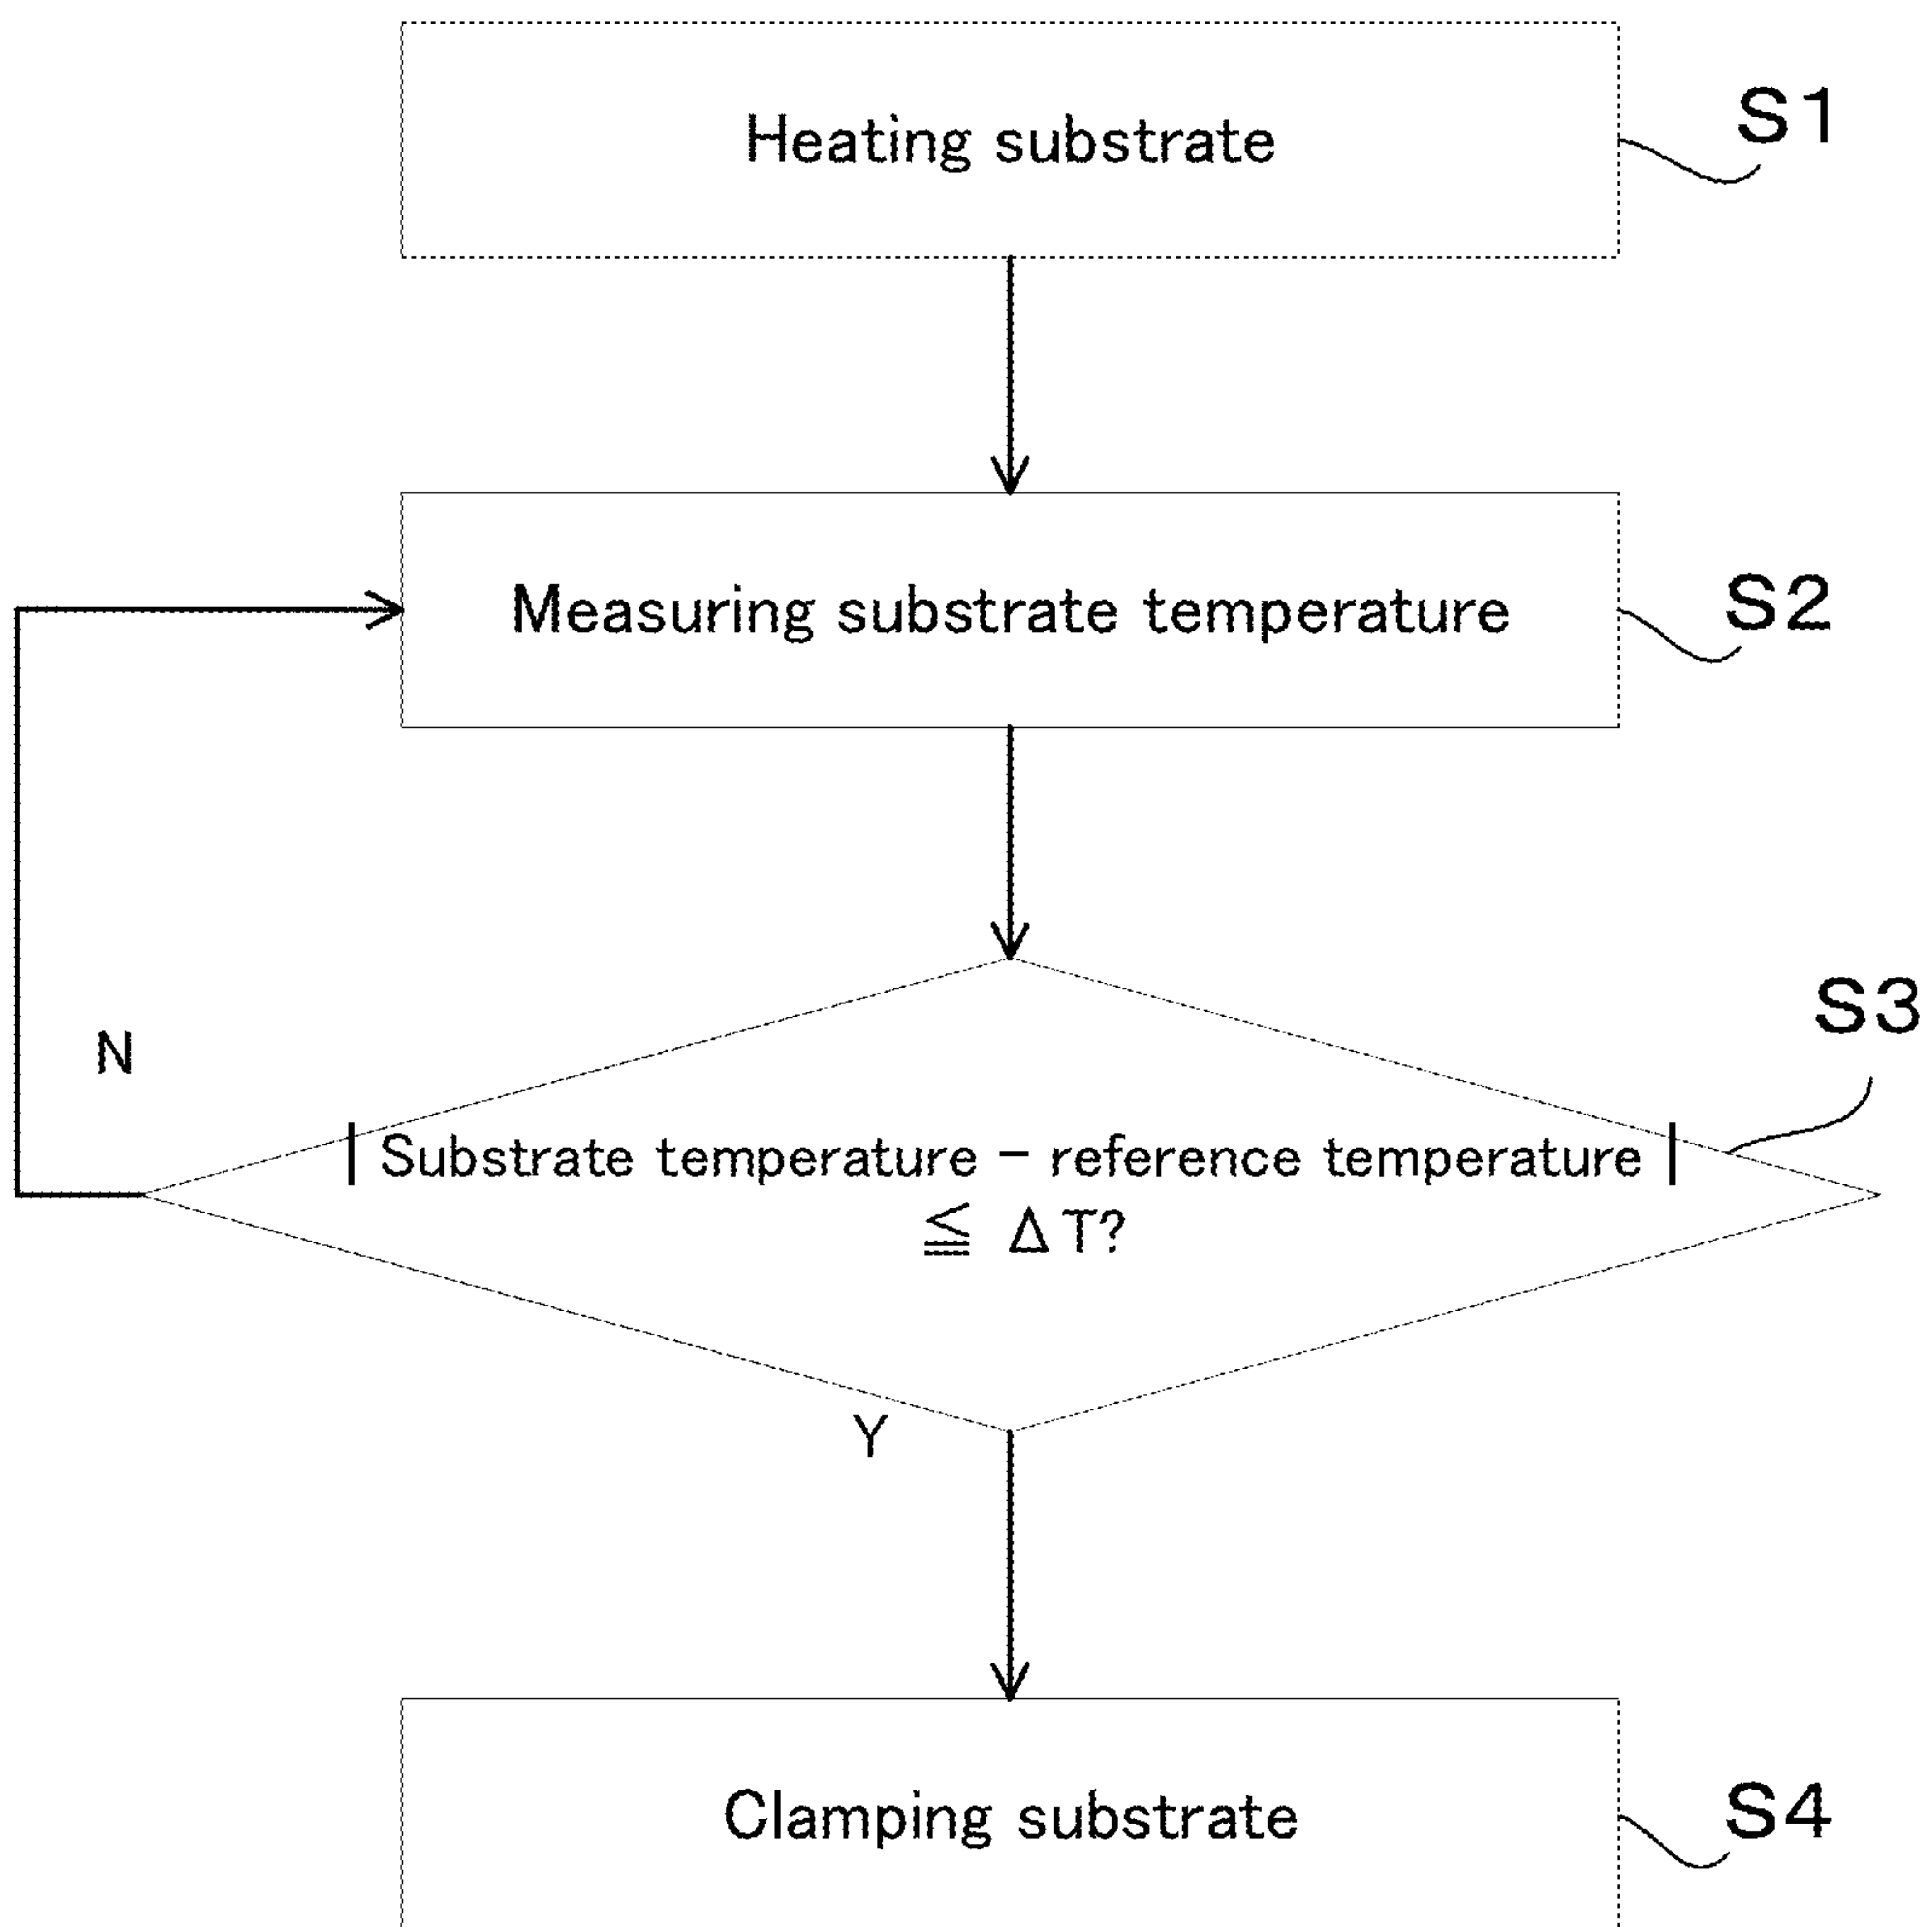 Heating substrate
S1
Measuring substrate temperature
S2
N
S3
| Substrate temperature − reference temperature |
≦ ΔT?
Y
Clamping substrate
S4